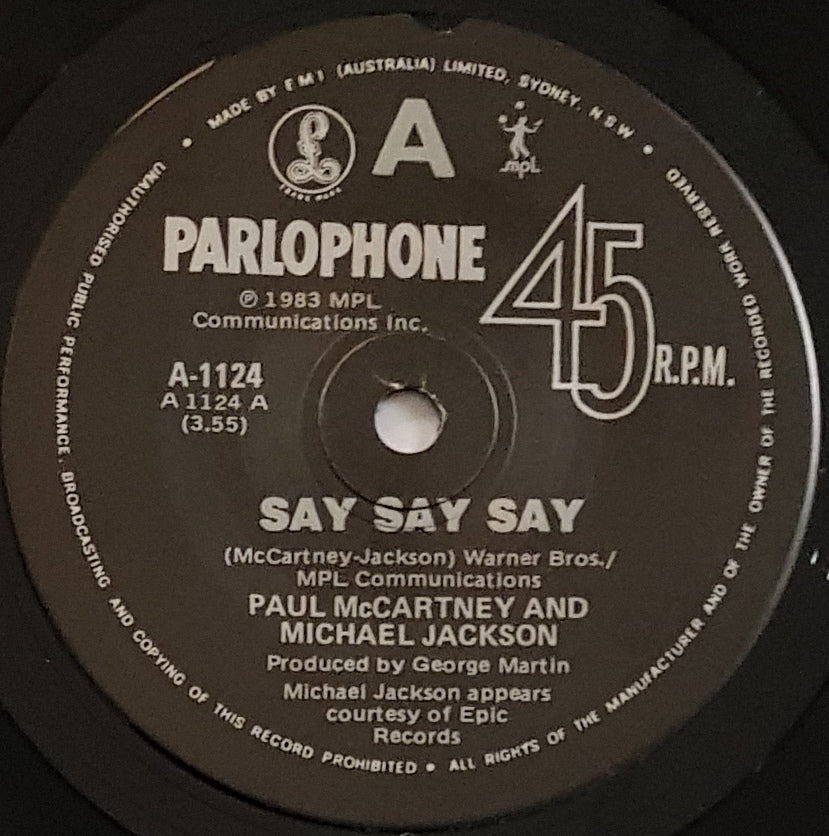 MADE BY EMI (AUSTRALIA) LIMITED, SYDNEY, N S W
£
A
mpL
TRADE MARK
PARLOPHONE
45
R.P.M.
℗ 1983 MPL
Communications Inc.
A-1124
A 1124 A
(3.55)
SAY SAY SAY
(McCartney-Jackson) Warner Bros./
MPL Communications
PAUL McCARTNEY AND
MICHAEL JACKSON
Produced by George Martin
Michael Jackson appears
courtesy of Epic
Records
UNAUTHORISED PUBLIC PERFORMANCE, BROADCASTING AND COPYING OF THIS RECORD PROHIBITED • ALL RIGHTS OF THE MANUFACTURER AND OF THE OWNER OF THE RECORDED WORK RESERVED